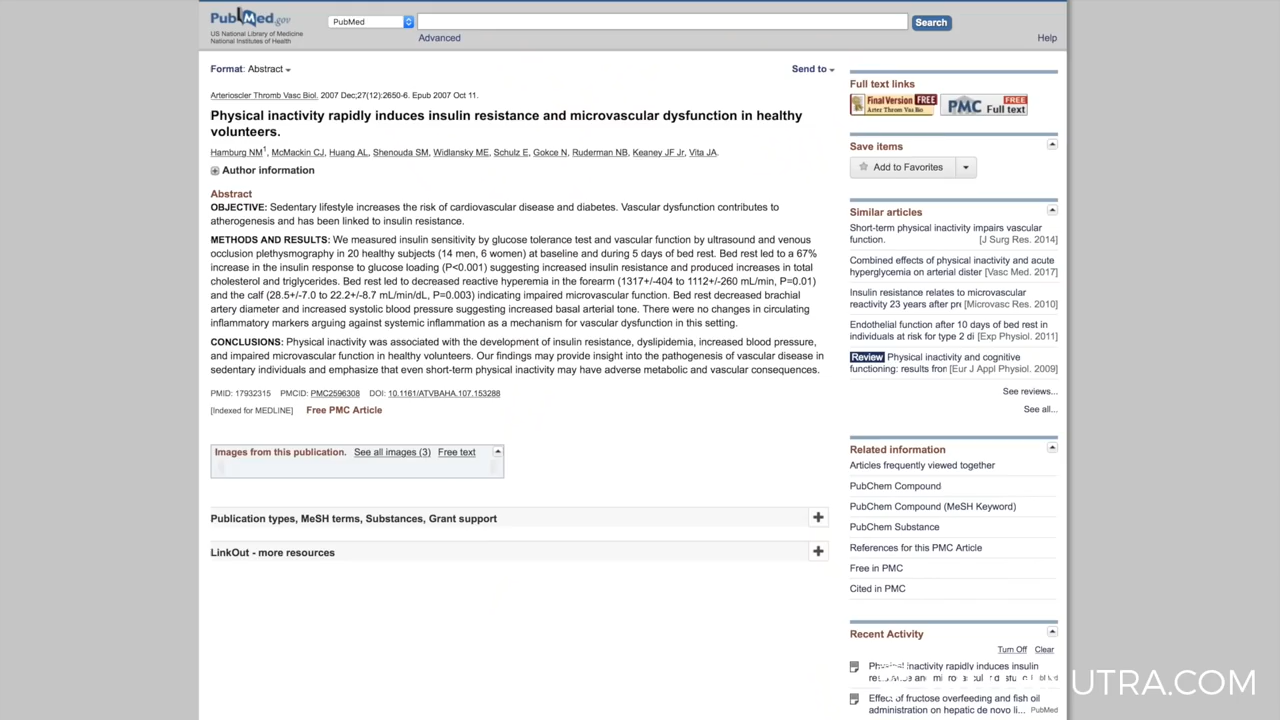 PubMed.gov
US National Library of Medicine
National Institutes of Health
PubMed
Search
Advanced
Help
Format: Abstract
Send to
Arterioscler Thromb Vasc Biol. 2007 Dec;27(12):2650-6. Epub 2007 Oct 11.
Physical inactivity rapidly induces insulin resistance and microvascular dysfunction in healthy
volunteers.
Hamburg NM1, McMackin CJ, Huang AL, Shenouda SM, Widlansky ME, Schulz E, Gokce N, Ruderman NB, Keaney JF Jr, Vita JA.
Author information
Abstract
OBJECTIVE: Sedentary lifestyle increases the risk of cardiovascular disease and diabetes. Vascular dysfunction contributes to
atherogenesis and has been linked to insulin resistance.
METHODS AND RESULTS: We measured insulin sensitivity by glucose tolerance test and vascular function by ultrasound and venous
occlusion plethysmography in 20 healthy subjects (14 men, 6 women) at baseline and during 5 days of bed rest. Bed rest led to a 67%
increase in the insulin response to glucose loading (P<0.001) suggesting increased insulin resistance and produced increases in total
cholesterol and triglycerides. Bed rest led to decreased reactive hyperemia in the forearm (1317+/-404 to 1112+/-260 mL/min, P=0.01)
and the calf (28.5+/-7.0 to 22.2+/-8.7 mL/min/dL, P=0.003) indicating impaired microvascular function. Bed rest decreased brachial
artery diameter and increased systolic blood pressure suggesting increased basal arterial tone. There were no changes in circulating
inflammatory markers arguing against systemic inflammation as a mechanism for vascular dysfunction in this setting.
CONCLUSIONS: Physical inactivity was associated with the development of insulin resistance, dyslipidemia, increased blood pressure,
and impaired microvascular function in healthy volunteers. Our findings may provide insight into the pathogenesis of vascular disease in
sedentary individuals and emphasize that even short-term physical inactivity may have adverse metabolic and vascular consequences.
PMID: 17932315 PMCID: PMC2596308 DOI: 10.1161/ATVBAHA.107.153288
[Indexed for MEDLINE] Free PMC Article
Images from this publication. See all images (3) Free text
Publication types, MeSH terms, Substances, Grant support
LinkOut - more resources
Full text links
Final Version FREE
Arter Throm Vas Biol
PMC FREE Full text
Save items
Add to Favorites
Similar articles
Short-term physical inactivity impairs vascular
function. [J Surg Res. 2014]
Combined effects of physical inactivity and acute
hyperglycemia on arterial dister [Vasc Med. 2017]
Insulin resistance relates to microvascular
reactivity 23 years after pre [Microvasc Res. 2010]
Endothelial function after 10 days of bed rest in
individuals at risk for type 2 di [Exp Physiol. 2011]
Review Physical inactivity and cognitive
functioning: results fror [Eur J Appl Physiol. 2009]
See reviews...
See all...
Related information
Articles frequently viewed together
PubChem Compound
PubChem Compound (MeSH Keyword)
PubChem Substance
References for this PMC Article
Free in PMC
Cited in PMC
Recent Activity
Turn Off Clear
Physical inactivity rapidly induces insulin
Effect of fructose overfeeding and fish oil
administration on hepatic de novo li... PubMed
UTRA.COM